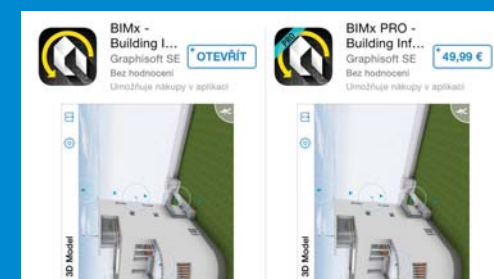 BIMx -
Building I...
Graphisoft SE
OTEVŘÍT
Bez hodnocení
Umožňuje nákupy v aplikaci
3D Model
BIMx PRO -
Building Inf...
Graphisoft SE
49,99 €
Bez hodnocení
Umožňuje nákupy v aplikaci
PRO
3D Model